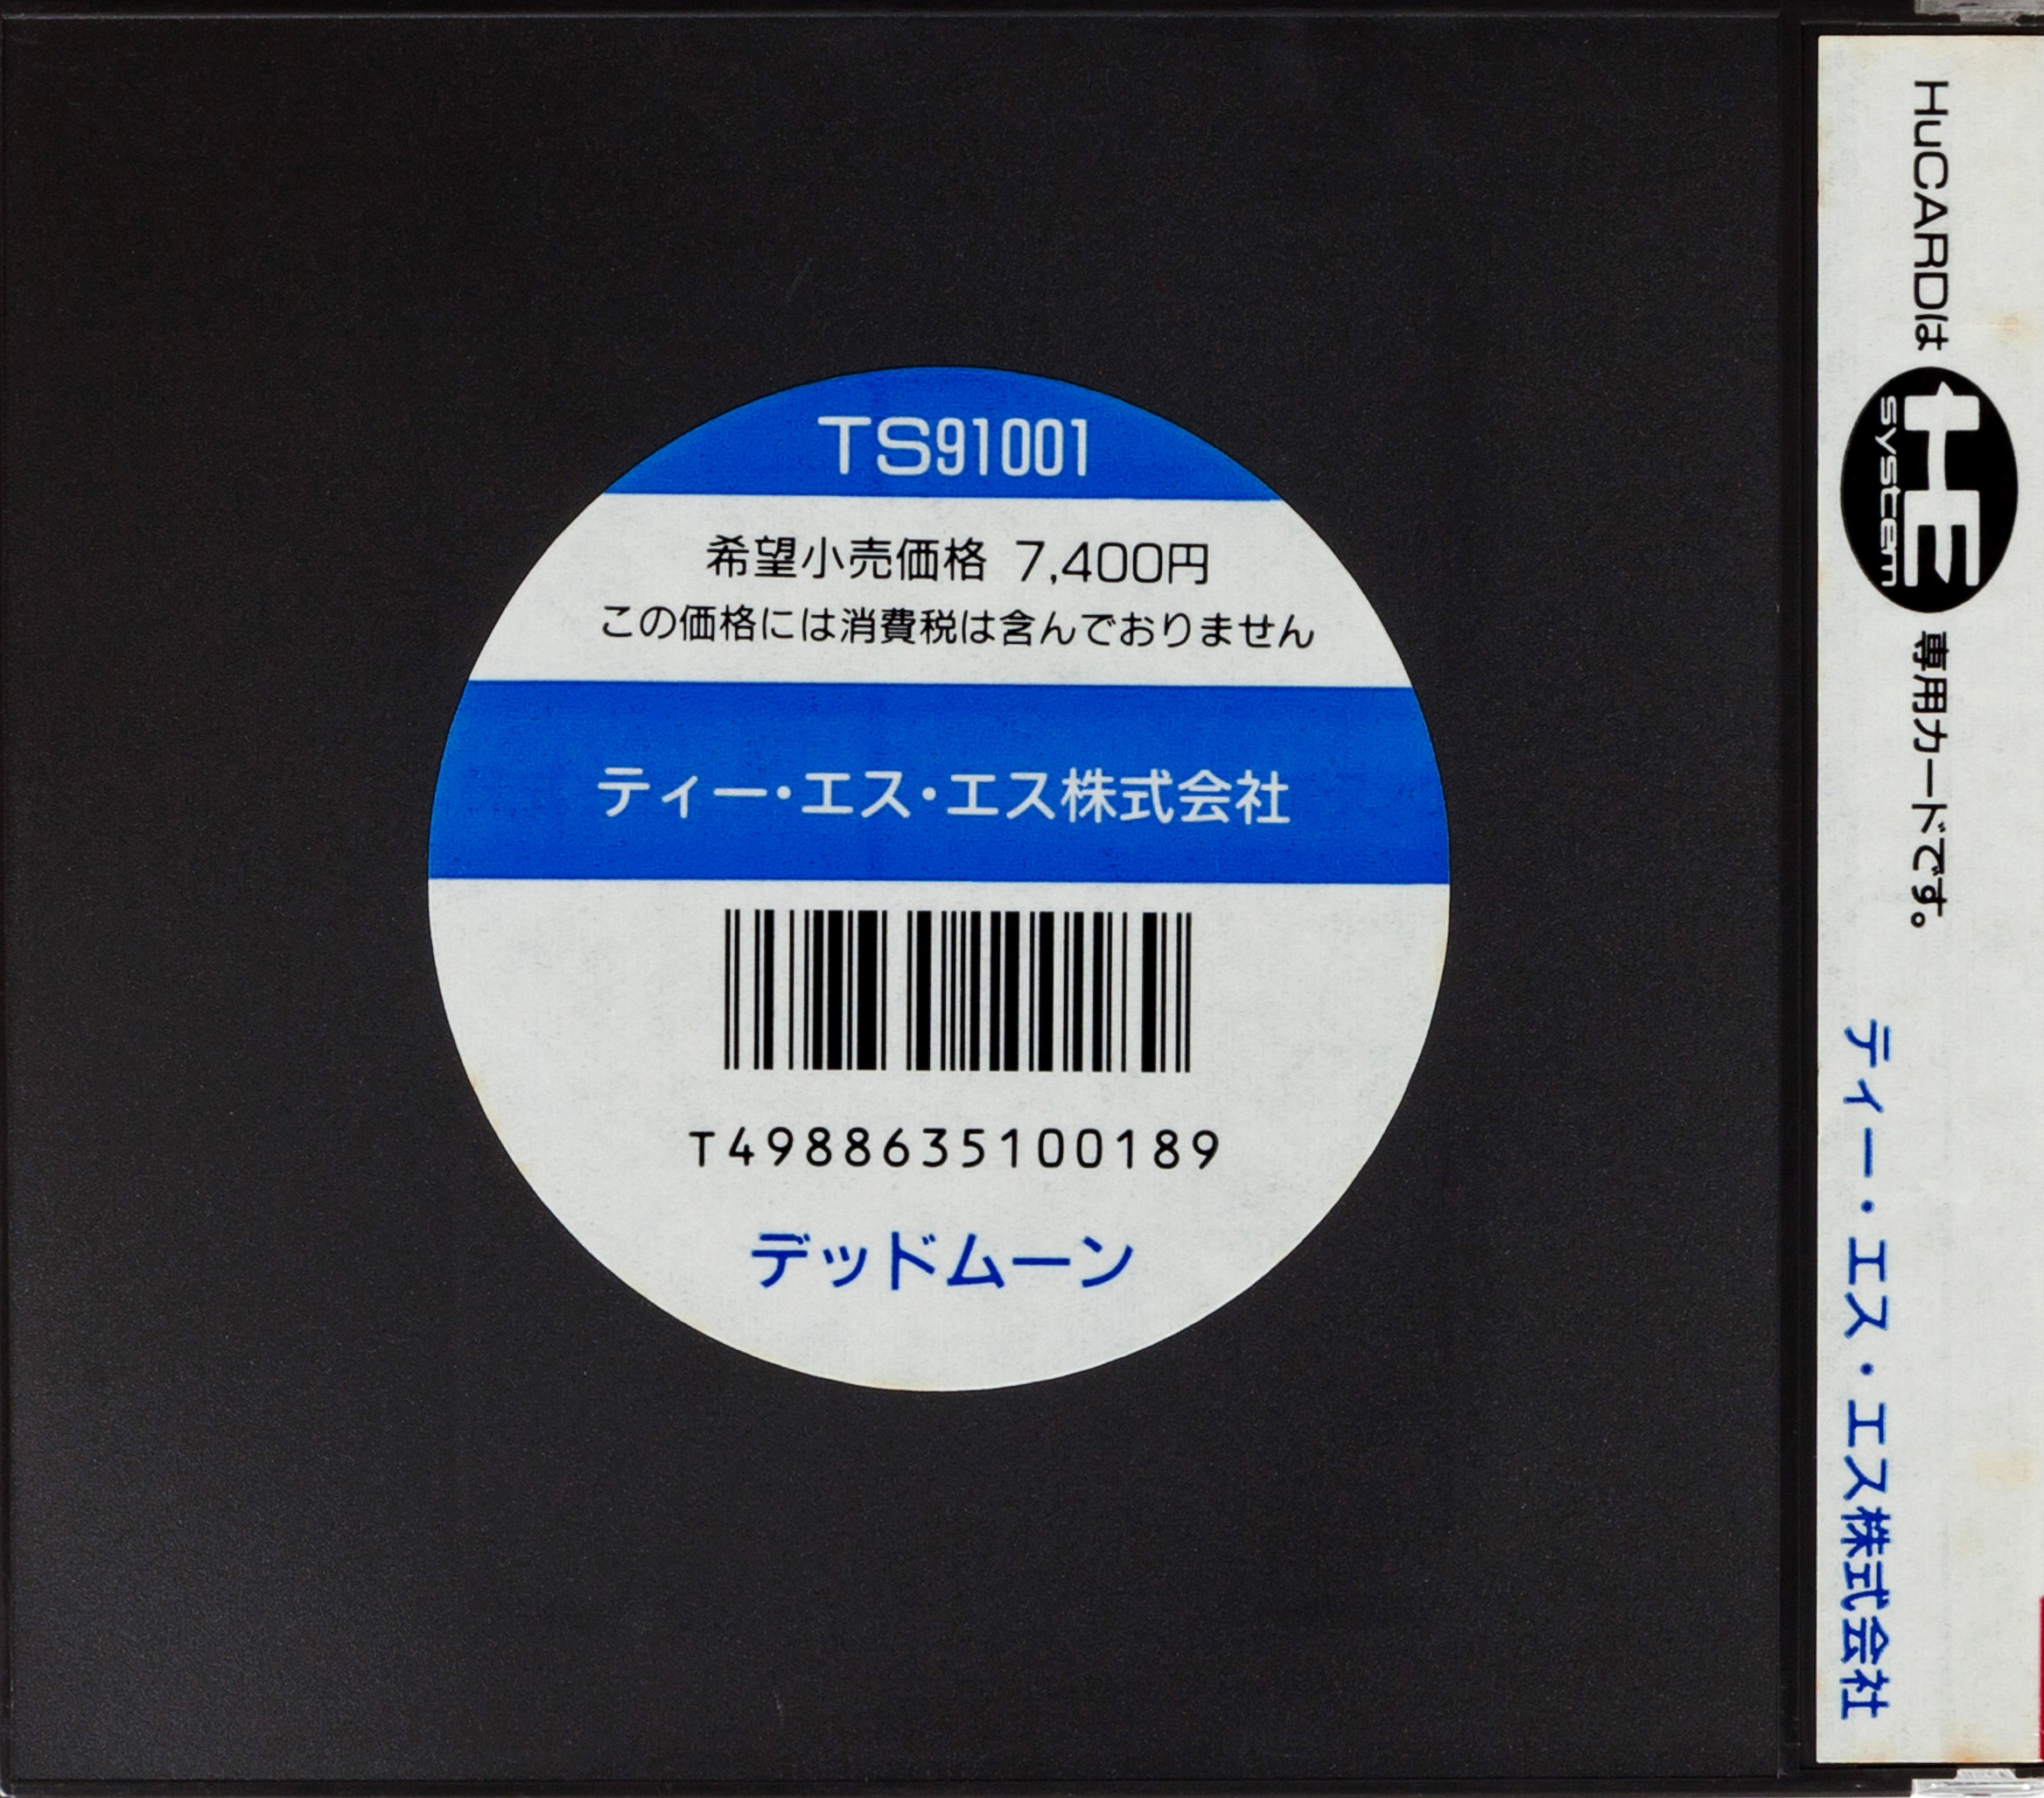 TS91001
希望小売価格 7,400円
この価格には消費税は含んでおりません
ティー・エス・エス株式会社
T4988635100189
デッドムーン
HuCARDは HE system 専用カードです。
ティー・エス・エス株式会社